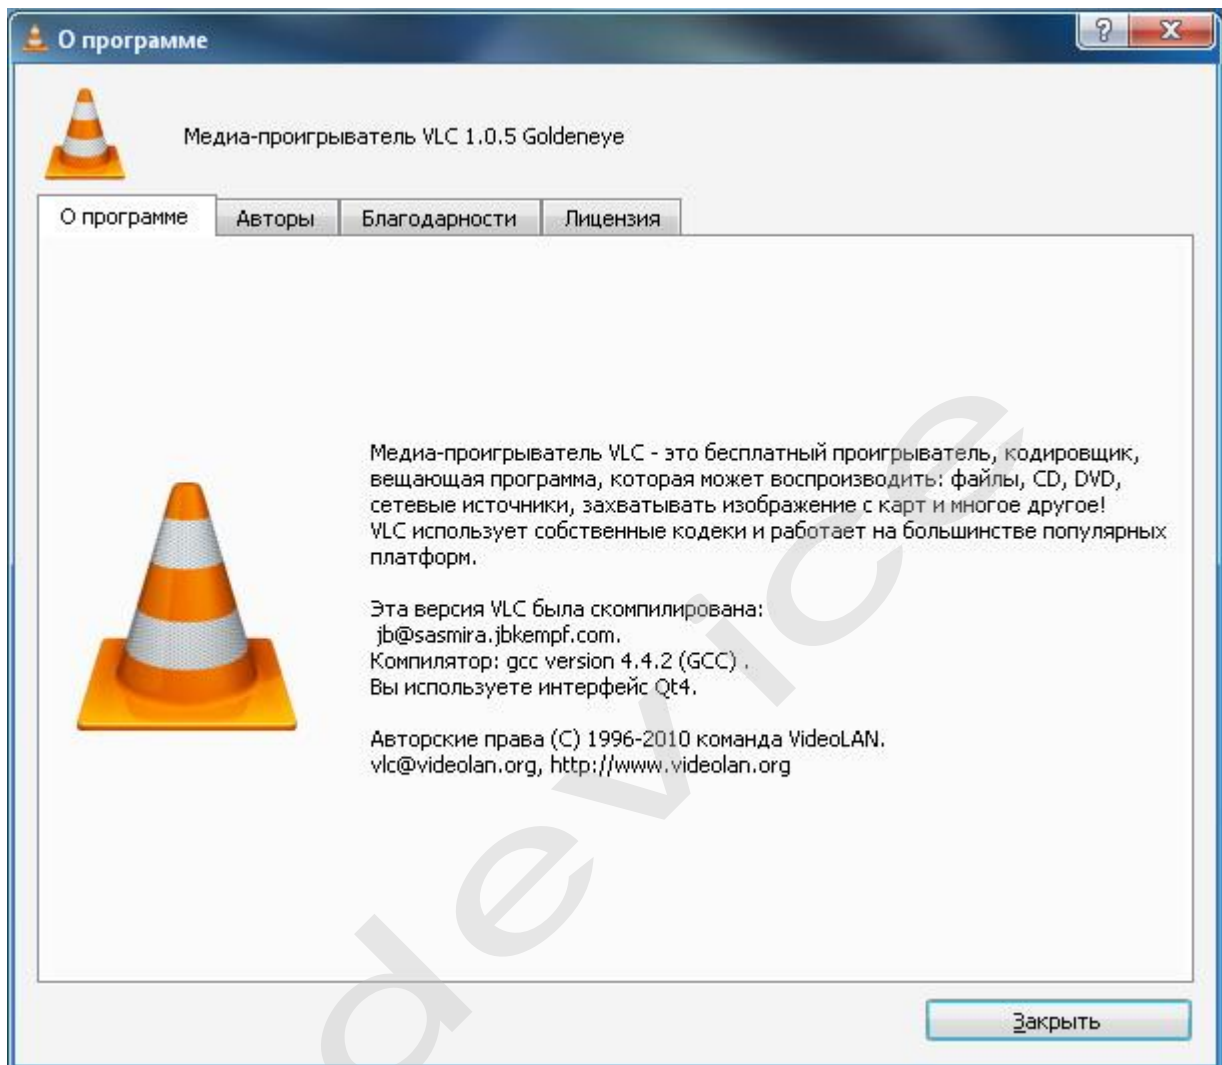 О программе
Медиа-проигрыватель VLC 1.0.5 Goldeneye
О программе Авторы Благодарности Лицензия
Медиа-проигрыватель VLC - это бесплатный проигрыватель, кодировщик,
вещающая программа, которая может воспроизводить: файлы, CD, DVD,
сетевые источники, захватывать изображение с карт и многое другое!
VLC использует собственные кодеки и работает на большинстве популярных
платформ.
Эта версия VLC была скомпилирована:
jb@sasmira.jbkempf.com.
Компилятор: gcc version 4.4.2 (GCC) .
Вы используете интерфейс Qt4.
Авторские права (C) 1996-2010 команда VideoLAN.
vlc@videolan.org, http://www.videolan.org
Закрыть
device